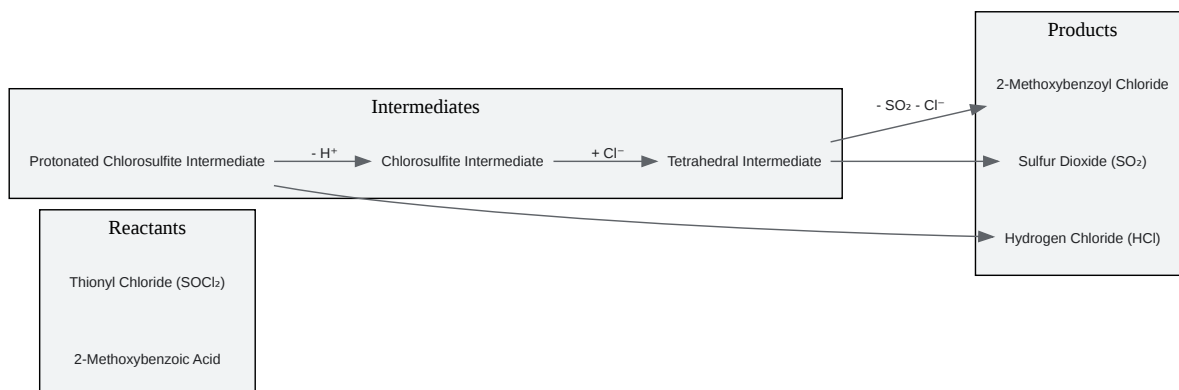 Products
2-Methoxybenzoyl Chloride
- SO₂ - Cl⁻
Intermediates
Protonated Chlorosulfite Intermediate
- H⁺
Chlorosulfite Intermediate
+ Cl⁻
Tetrahedral Intermediate
Sulfur Dioxide (SO₂)
Hydrogen Chloride (HCl)
Reactants
Thionyl Chloride (SOCl₂)
2-Methoxybenzoic Acid